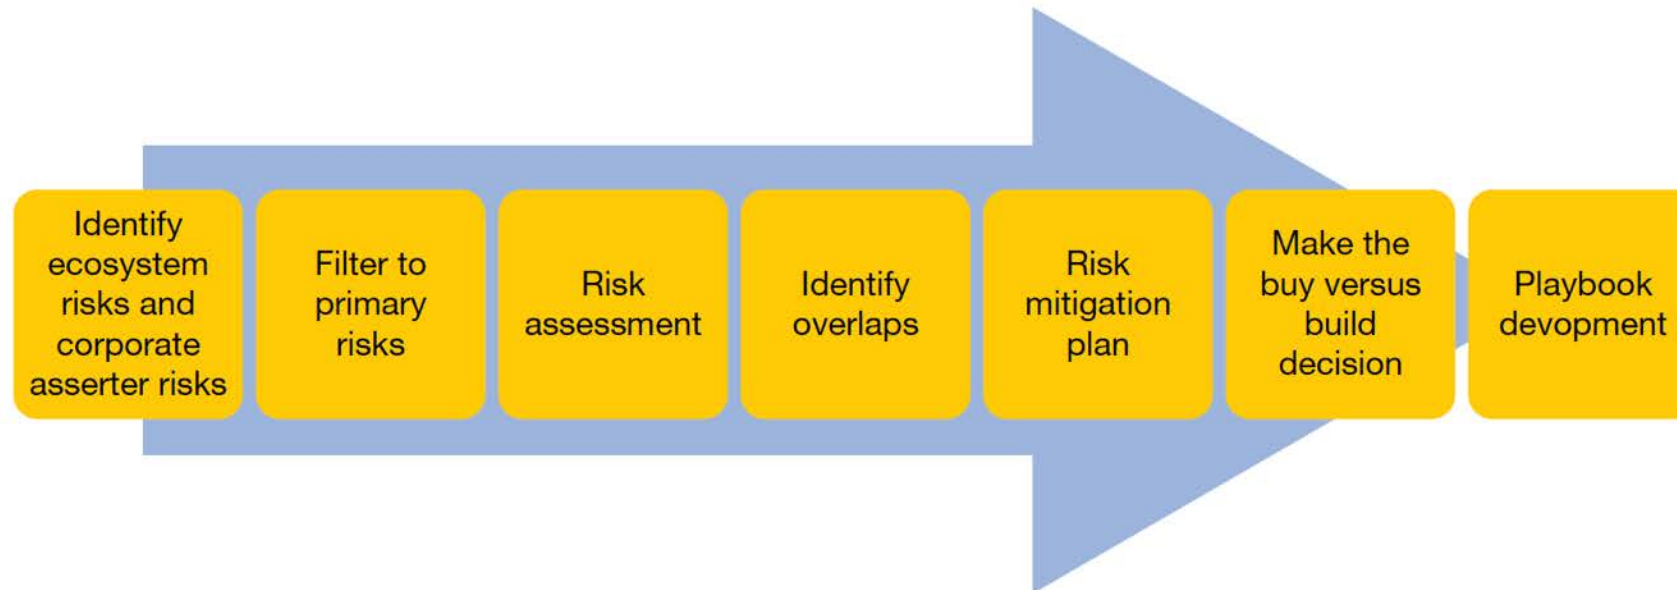 Identify
ecosystem
risks and
corporate
asserter risks
Filter to
primary
risks
Risk
assessment
Identify
overlaps
Risk
mitigation
plan
Make the
buy versus
build
decision
Playbook
devopment